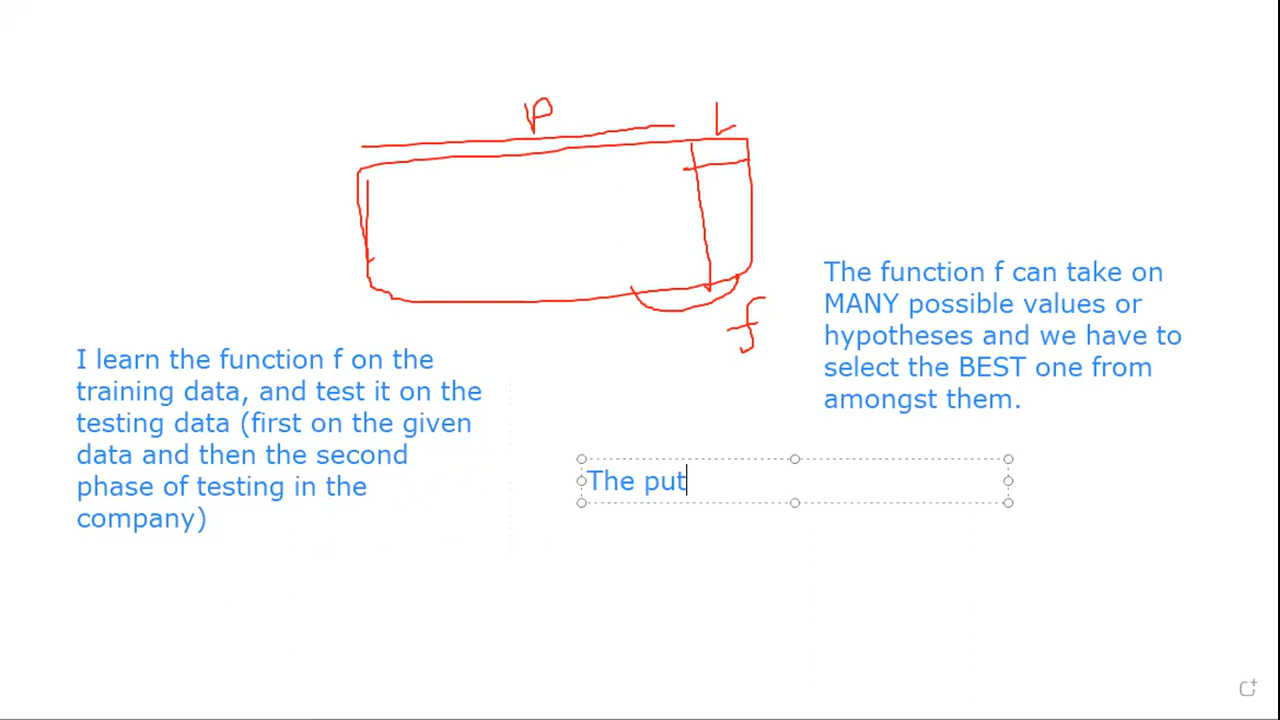 P
L
f
The function f can take on
MANY possible values or
hypotheses and we have to
select the BEST one from
amongst them.
I learn the function f on the
training data, and test it on the
testing data (first on the given
data and then the second
phase of testing in the
company)
The put